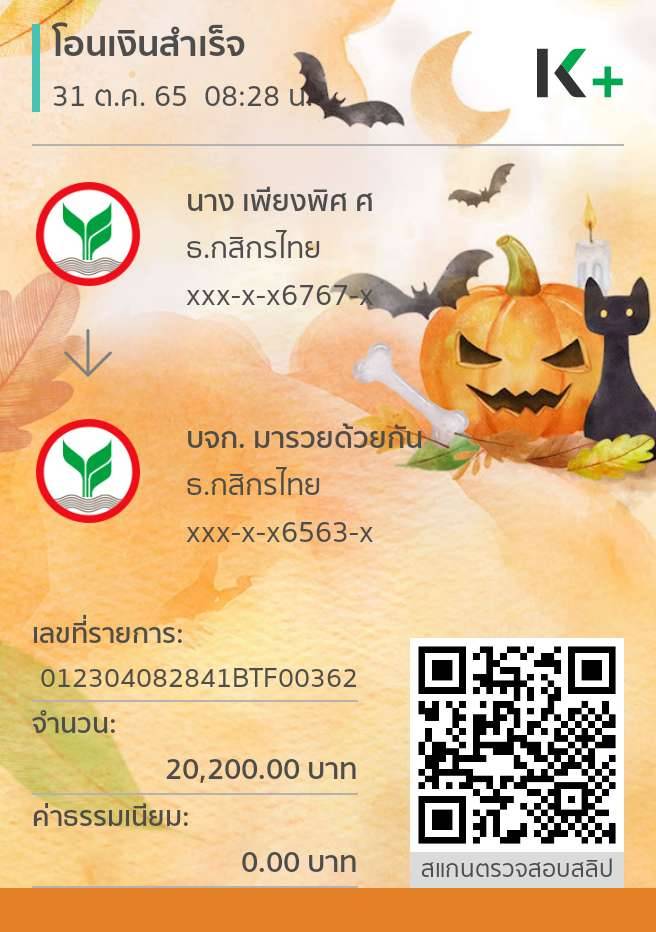 โอนเงินสำเร็จ
31 ต.ค. 65 08:28 น.
K+
นาง เพียงพิศ ศ
ธ.กสิกรไทย
xxx-x-x6767-x
บจก. มารวยด้วยกัน
ธ.กสิกรไทย
xxx-x-x6563-x
เลขที่รายการ:
012304082841BTF00362
จำนวน:
20,200.00 บาท
ค่าธรรมเนียม:
0.00 บาท
สแกนตรวจสอบสลิป